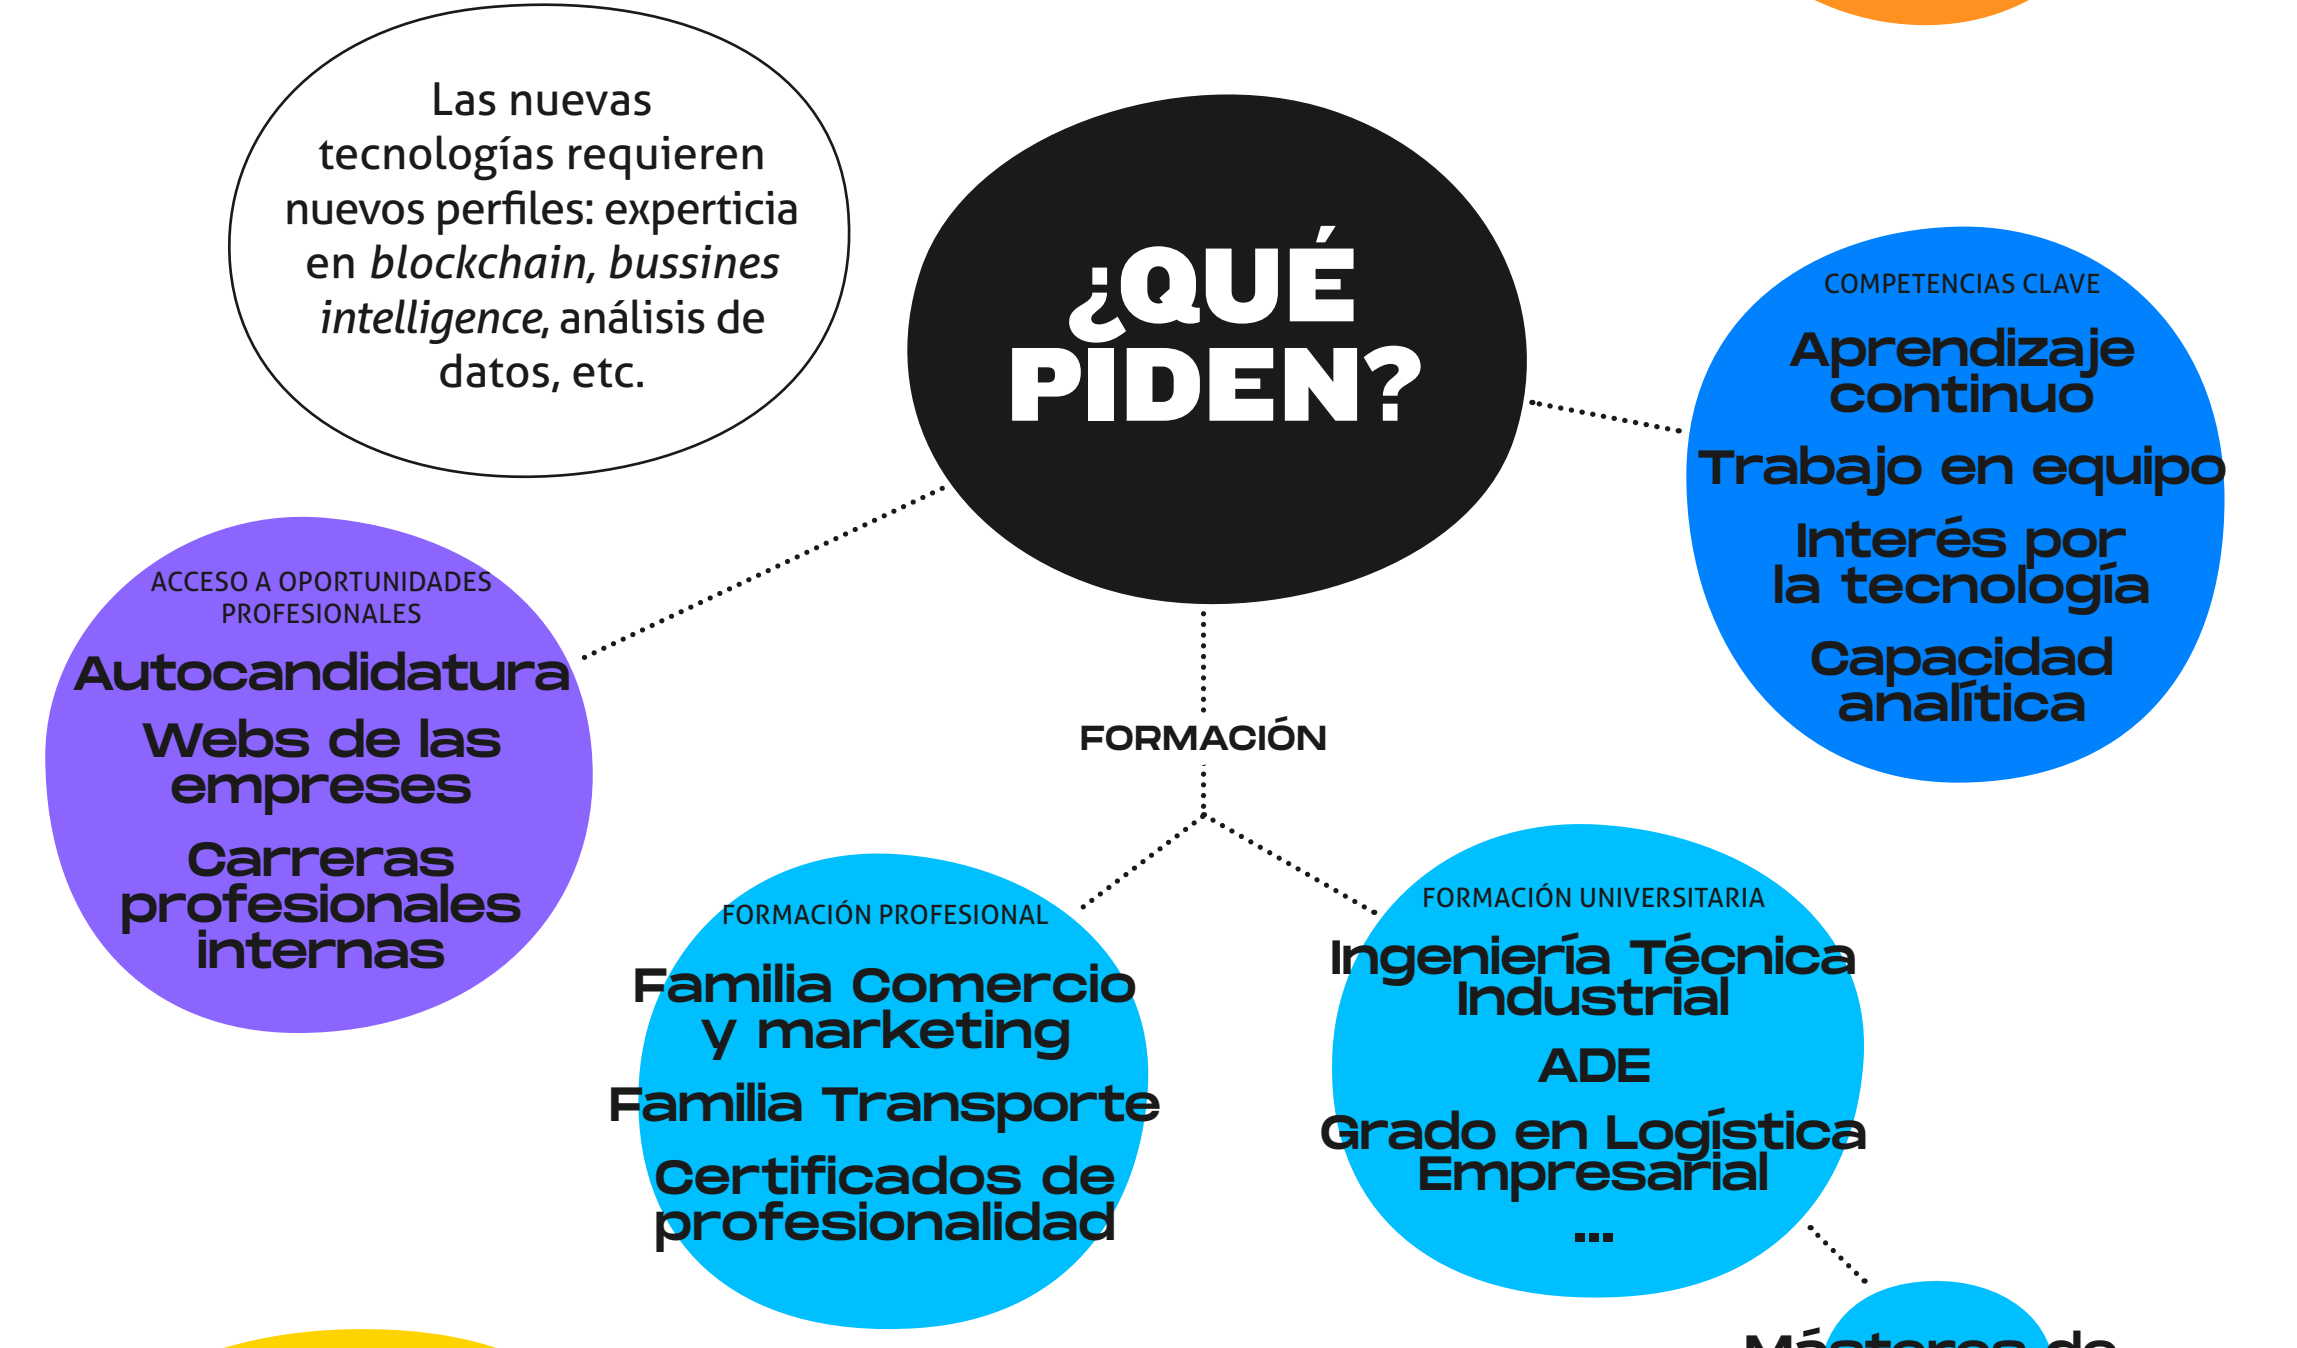 Las nuevas
tecnologías requieren
nuevos perfiles: experticia
en blockchain, bussines
intelligence, análisis de
datos, etc.
¿QUÉ
PIDEN?
COMPETENCIAS CLAVE
Aprendizaje
continuo
Trabajo en equipo
Interés por
la tecnología
Capacidad
analítica
ACCESO A OPORTUNIDADES
PROFESIONALES
Autocandidatura
Webs de las
empreses
Carreras
profesionales
internas
FORMACIÓN
FORMACIÓN PROFESIONAL
Familia Comercio
y marketing
Familia Transporte
Certificados de
profesionalidad
FORMACIÓN UNIVERSITARIA
Ingeniería Técnica
Industrial
ADE
Grado en Logística
Empresarial
...
Másteres de